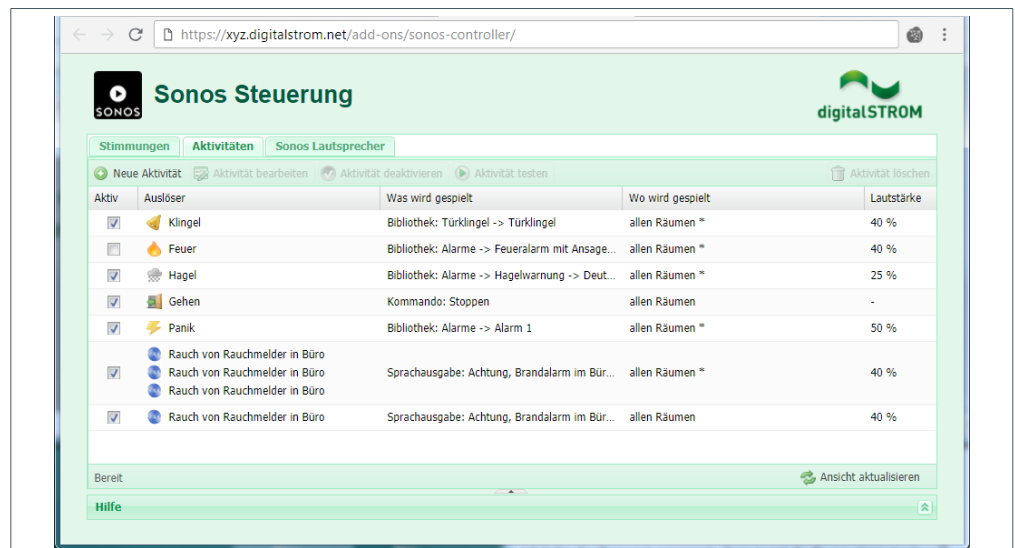 https://xyz.digitalstrom.net/add-ons/sonos-controller/
SONOS
Sonos Steuerung
digitalSTROM
Stimmungen Aktivitäten Sonos Lautsprecher
Neue Aktivität Aktivität bearbeiten Aktivität deaktivieren Aktivität testen Aktivität löschen
Aktiv Auslöser Was wird gespielt Wo wird gespielt Lautstärke
Klingel Bibliothek: Türklingel -> Türklingel allen Räumen * 40 %
Feuer Bibliothek: Alarme -> Feueralarm mit Ansage... allen Räumen * 40 %
Hagel Bibliothek: Alarme -> Hagelwarnung -> Deut... allen Räumen * 25 %
Gehen Kommando: Stoppen allen Räumen -
Panik Bibliothek: Alarme -> Alarm 1 allen Räumen * 50 %
Rauch von Rauchmelder in Büro
Rauch von Rauchmelder in Büro Sprachausgabe: Achtung, Brandalarm im Bür... allen Räumen * 40 %
Rauch von Rauchmelder in Büro
Rauch von Rauchmelder in Büro Sprachausgabe: Achtung, Brandalarm im Bür... allen Räumen 40 %
Bereit Ansicht aktualisieren
Hilfe